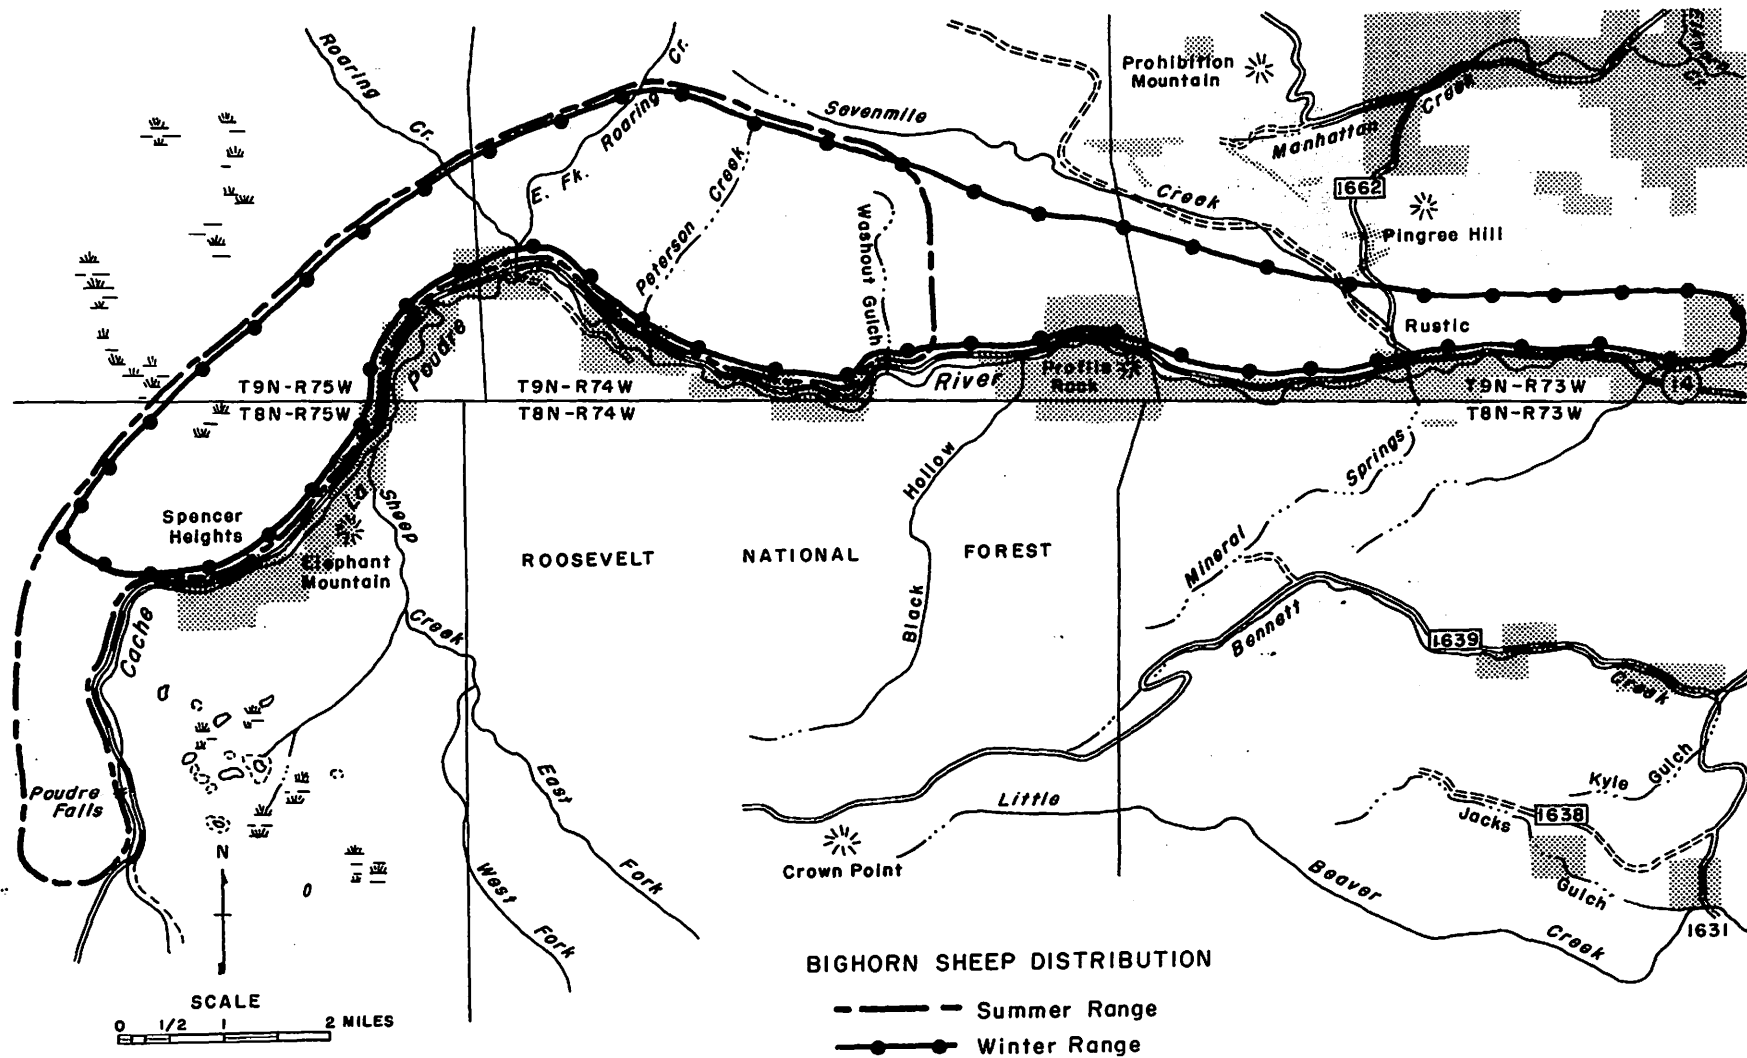 Roaring
Cr.
Cr.
Roaring
E. Fk.
Sevenmile
Creek
Prohibition
Mountain
Manhattan
Creek
1662
Pingree Hill
Peterson
Creek
Washout Gulch
Rustic
Poudre
River
Profile
Rock
14
T9N-R75W
T8N-R75W
T9N-R74W
T8N-R74W
T9N-R73W
T8N-R73W
Spencer
Heights
La
Sheep
Creek
Elephant
Mountain
ROOSEVELT NATIONAL FOREST
Hollow
Black
Mineral
Springs
Cache
Bennett
Creek
1639
Poudre
Falls
East
Fork
West
Fork
Little
Beaver
Creek
Crown Point
Kyle Gulch
1638
Jacks
Gulch
1631
N
SCALE
0 1/2 1 2 MILES
BIGHORN SHEEP DISTRIBUTION
Summer Range
Winter Range